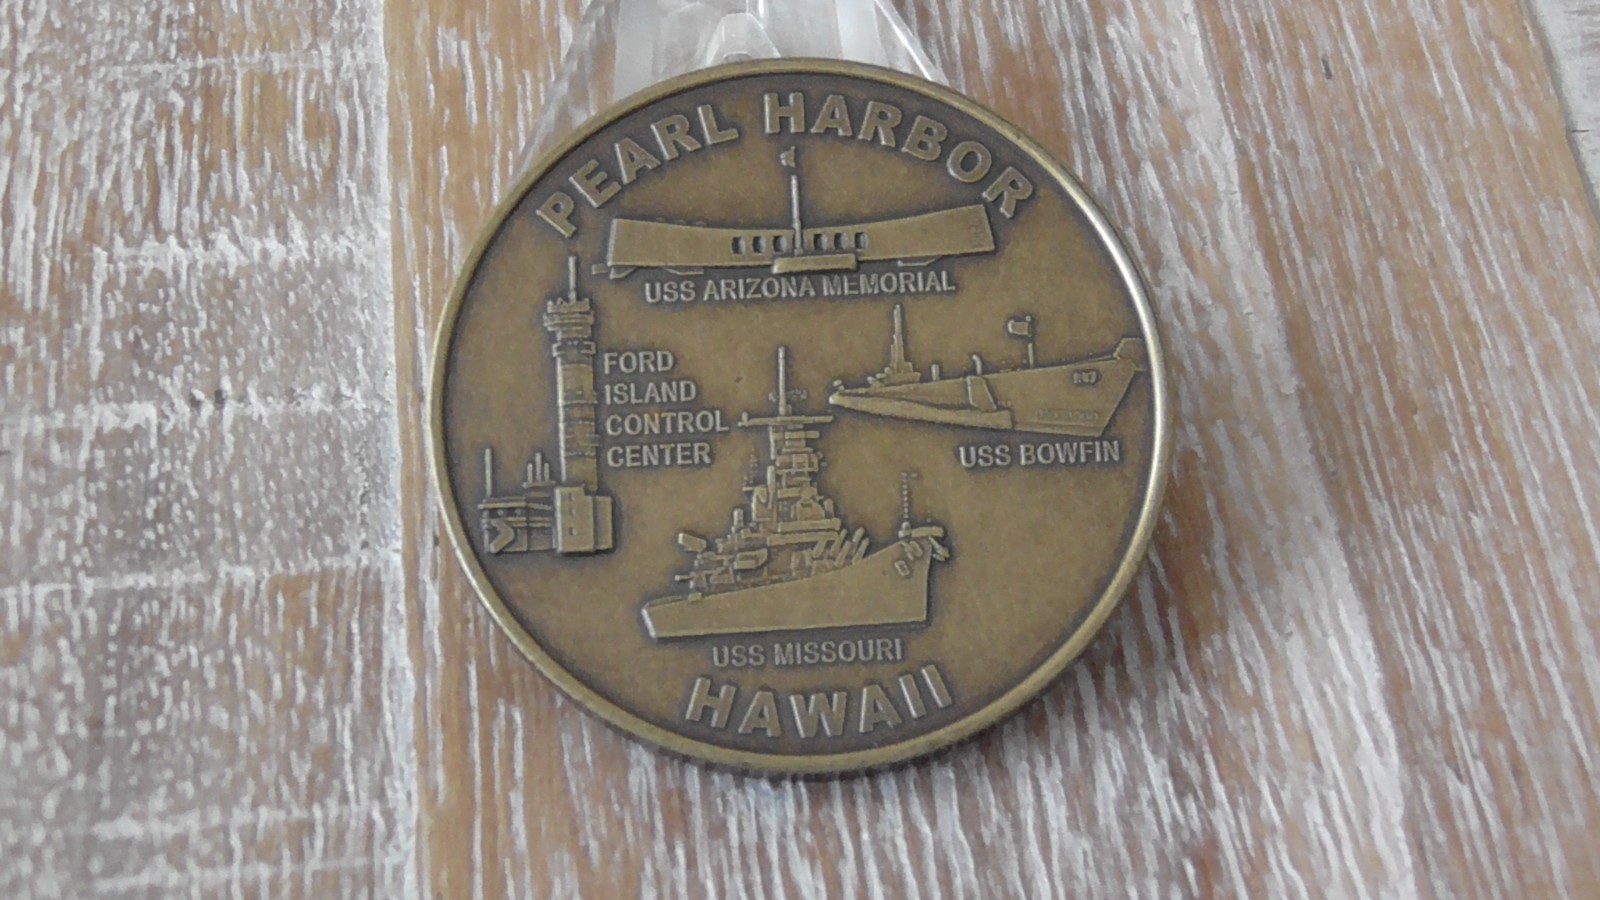 PEARL HARBOR
USS ARIZONA MEMORIAL
FORD
ISLAND
CONTROL
CENTER
USS BOWFIN
USS MISSOURI
HAWAII